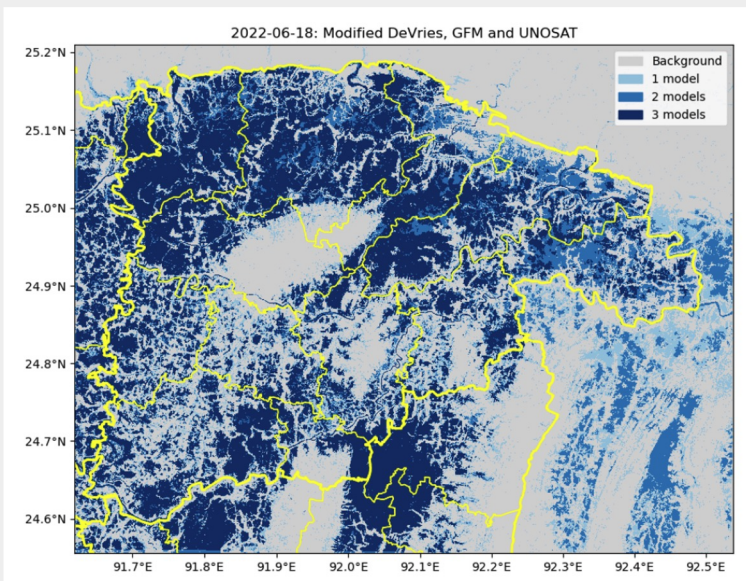 2022-06-18: Modified DeVries, GFM and UNOSAT
Background
1 model
2 models
3 models
25.2°N
25.1°N
25.0°N
24.9°N
24.8°N
24.7°N
24.6°N
91.7°E 91.8°E 91.9°E 92.0°E 92.1°E 92.2°E 92.3°E 92.4°E 92.5°E